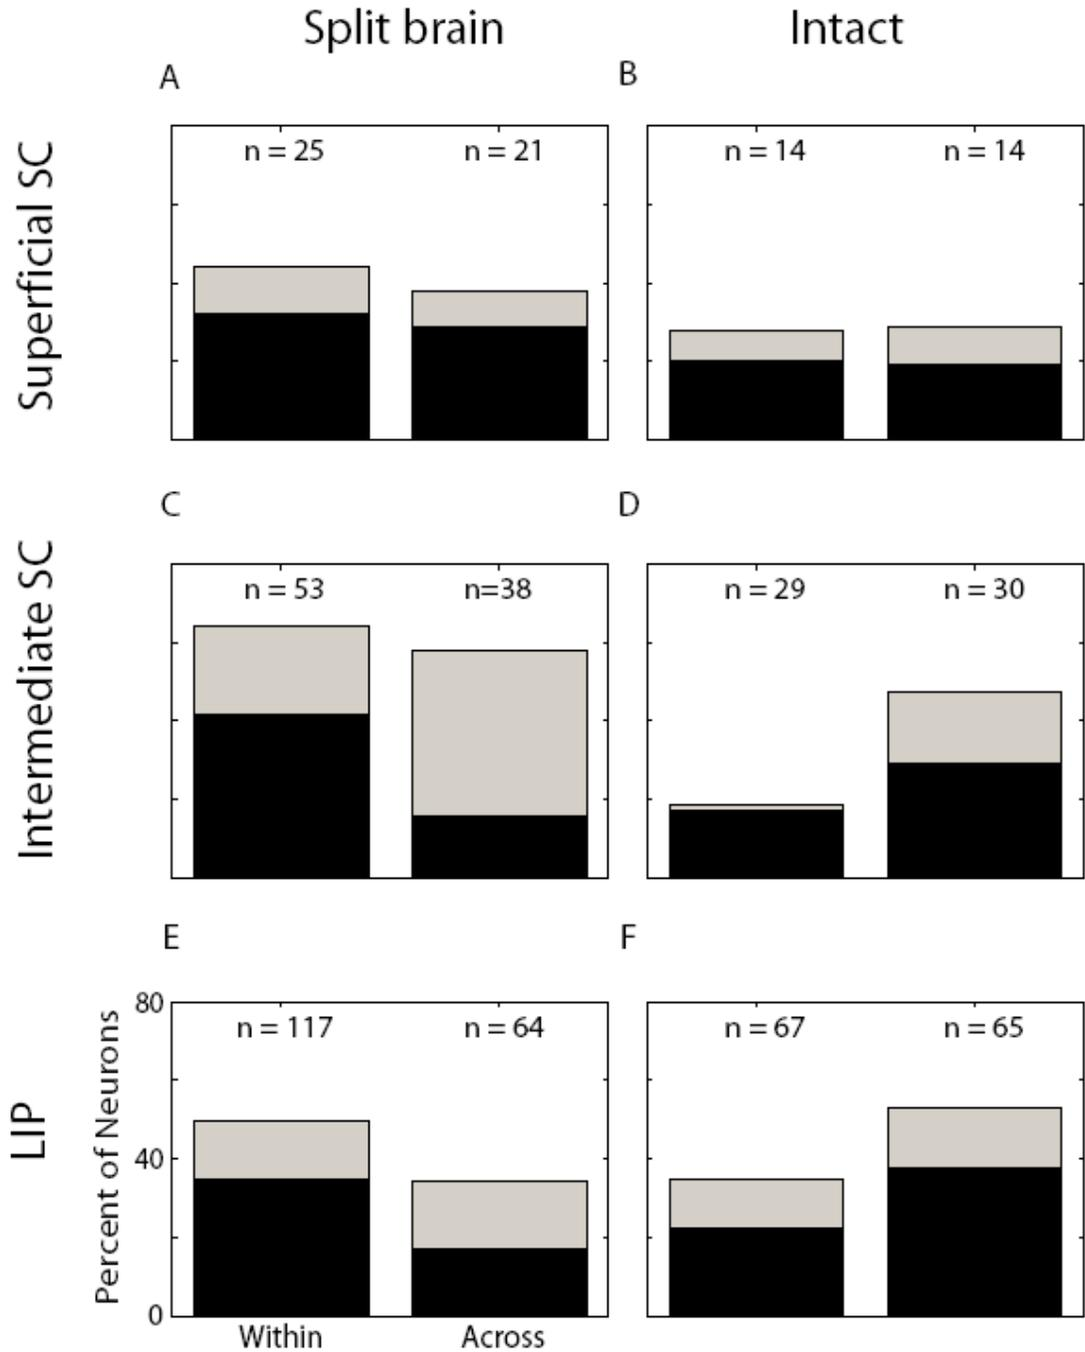 Split brain
Intact
A
B
Superficial SC
n = 25
n = 21
n = 14
n = 14
C
D
Intermediate SC
n = 53
n=38
n = 29
n = 30
E
F
LIP
Percent of Neurons
80
40
0
n = 117
n = 64
n = 67
n = 65
Within
Across